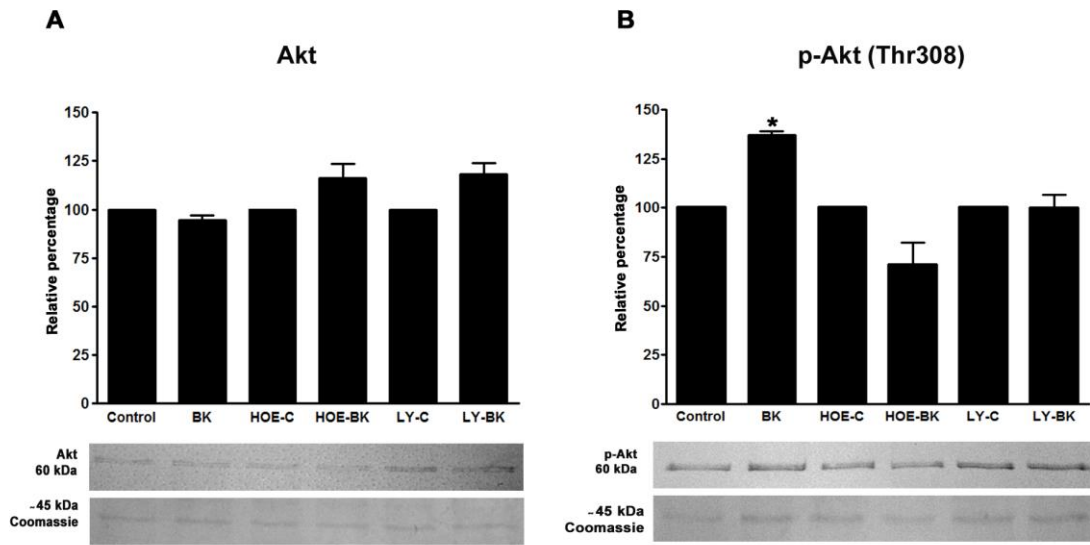 A
Akt
150
125
100
75
50
25
0
Relative percentage
Control BK HOE-C HOE-BK LY-C LY-BK
Akt
60 kDa
-45 kDa
Coomassie
B
p-Akt (Thr308)
*
150
125
100
75
50
25
0
Relative percentage
Control BK HOE-C HOE-BK LY-C LY-BK
p-Akt
60 kDa
-45 kDa
Coomassie